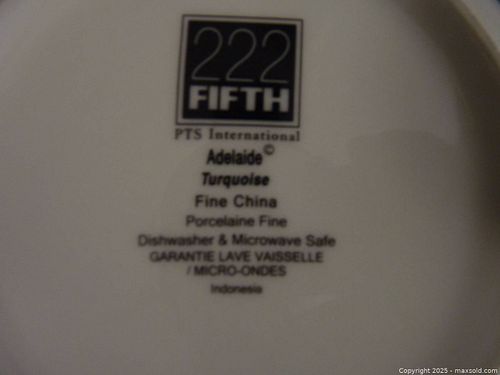 222
FIFTH
PTS International
Adelaide©
Turquoise
Fine China
Porcelaine Fine
Dishwasher & Microwave Safe
GARANTIE LAVE VAISSELLE
/ MICRO-ONDES
Indonesia
Copyright 2025 - maxsold.com